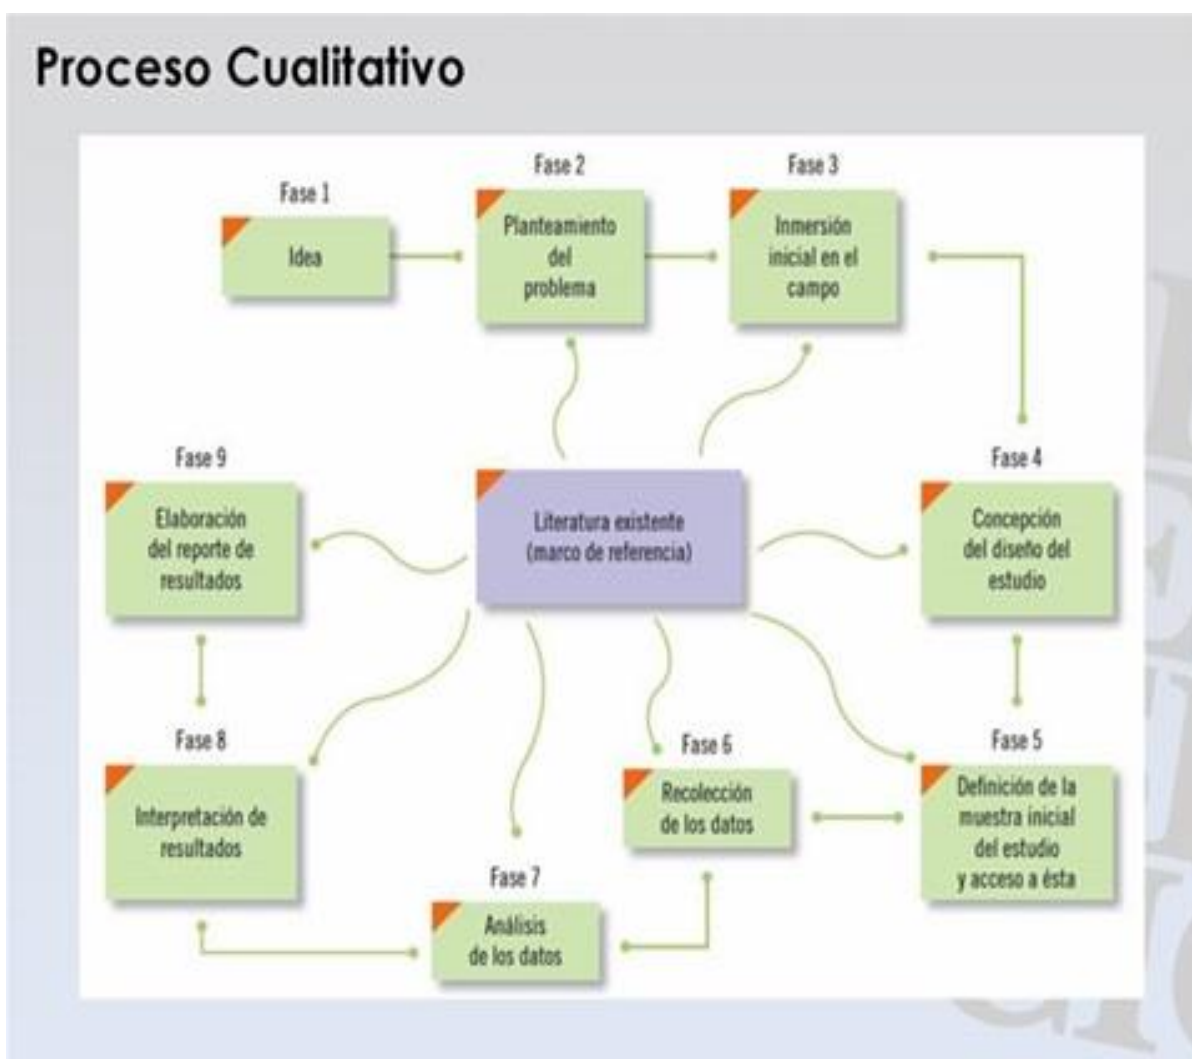 Proceso Cualitativo
Fase 1
Idea
Fase 2
Planteamiento
del
problema
Fase 3
Inmersión
inicial en el
campo
Fase 4
Concepción
del diseño del
estudio
Fase 5
Definición de la
muestra inicial
del estudio
y acceso a ésta
Fase 6
Recolección
de los datos
Fase 7
Análisis
de los datos
Fase 8
Interpretación de
resultados
Fase 9
Elaboración
del reporte de
resultados
Literatura existente
(marco de referencia)